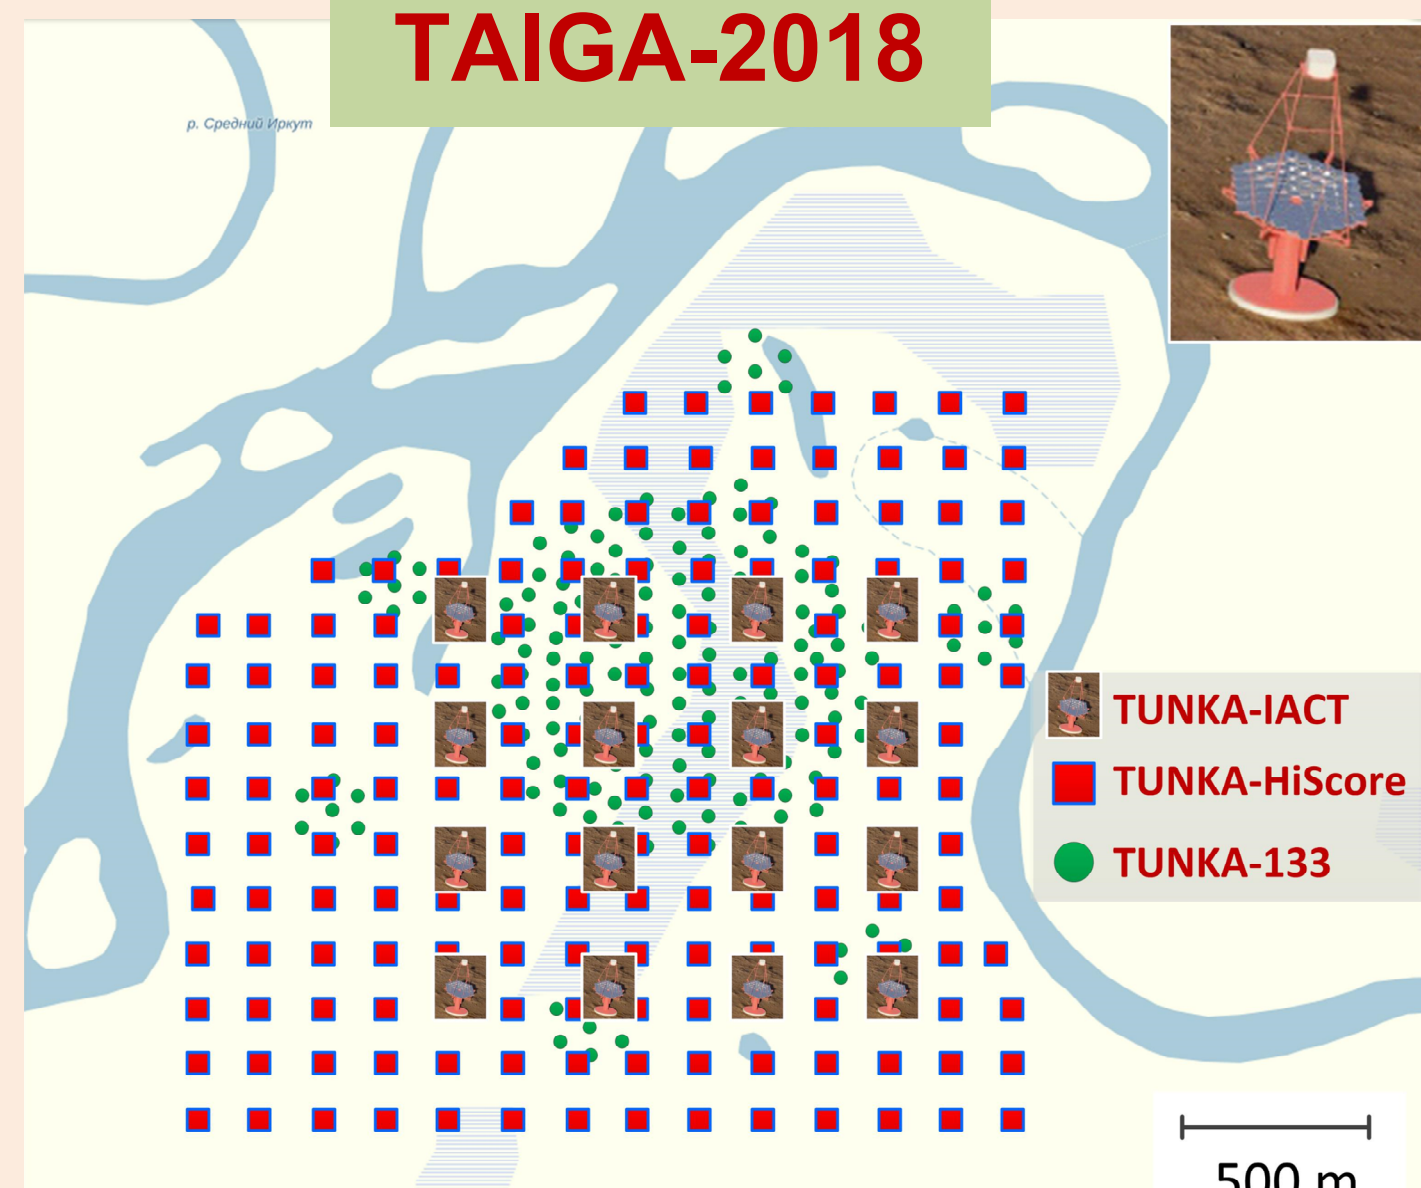 TAIGA-2018
р. Средний Иркут
TUNKA-IACT
TUNKA-HiScore
TUNKA-133
500 m